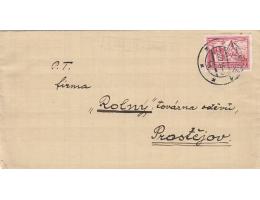 P. T.
firma
„Rolný" továrna oděvů,
Prostějov